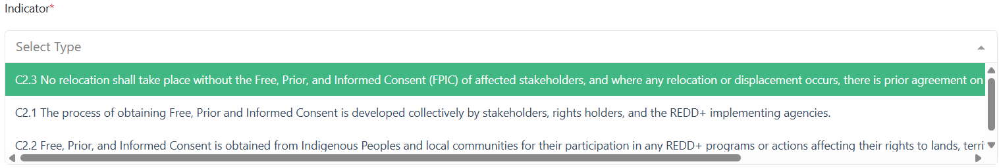 Indicator*
Select Type
C2.3 No relocation shall take place without the Free, Prior, and Informed Consent (FPIC) of affected stakeholders, and where any relocation or displacement occurs, there is prior agreement on
C2.1 The process of obtaining Free, Prior and Informed Consent is developed collectively by stakeholders, rights holders, and the REDD+ implementing agencies.
C2.2 Free, Prior, and Informed Consent is obtained from Indigenous Peoples and local communities for their participation in any REDD+ programs or actions affecting their rights to lands,